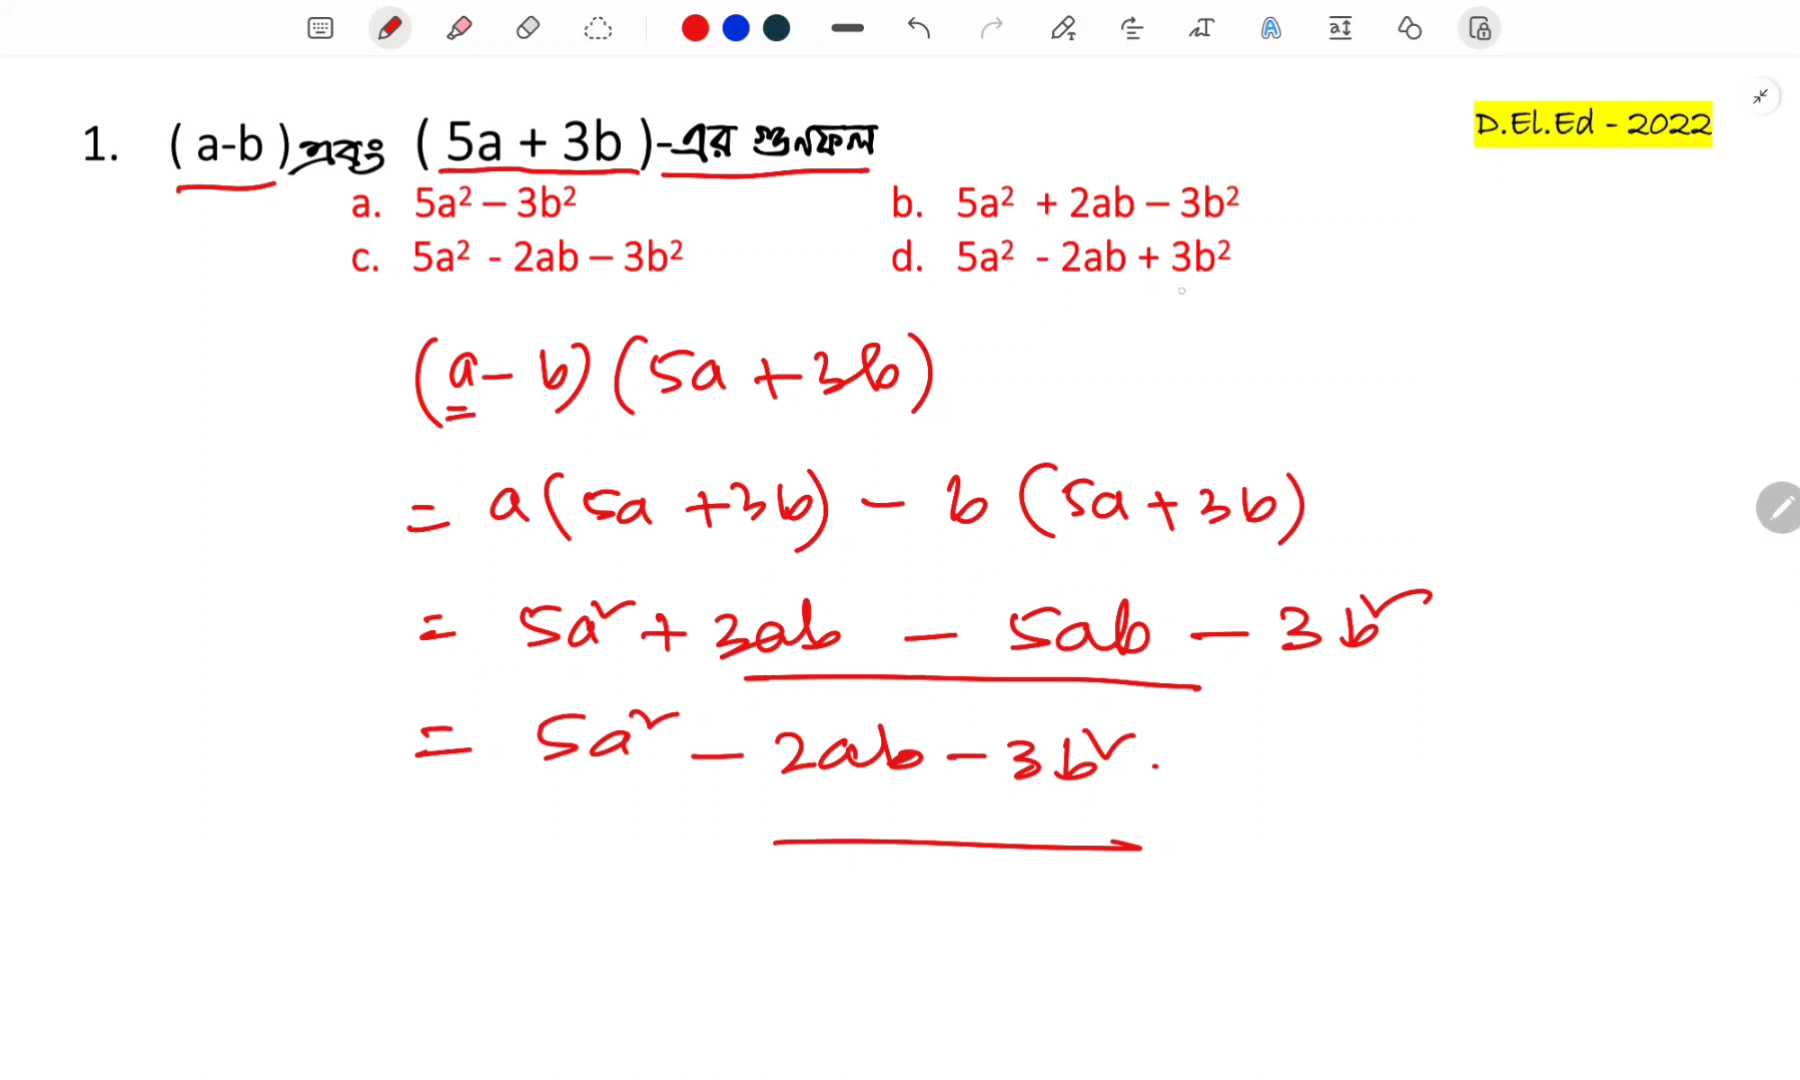 D.El.Ed - 2022
1. ( a-b ) এবং ( 5a + 3b )-এর গুণফল
a. 5a² – 3b² b. 5a² + 2ab – 3b²
c. 5a² - 2ab – 3b² d. 5a² - 2ab + 3b²
(a - b) (5a + 3b)
= a (5a + 3b) - b (5a + 3b)
= 5a² + 3ab - 5ab - 3b²
= 5a² - 2ab - 3b².